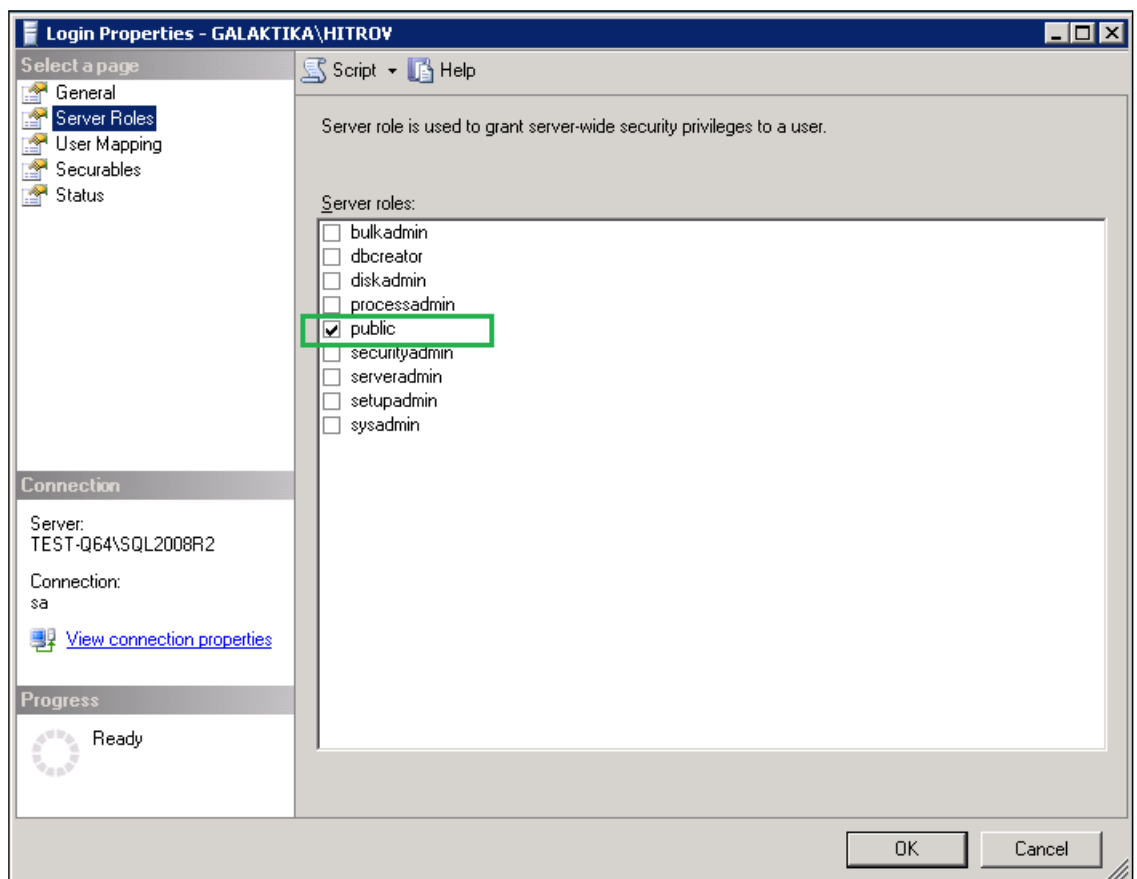 Login Properties - GALAKTIKA\HITROV
Select a page
General
Server Roles
User Mapping
Securables
Status
Script
Help
Server role is used to grant server-wide security privileges to a user.
Server roles:
bulkadmin
dbcreator
diskadmin
processadmin
public
securityadmin
serveradmin
setupadmin
sysadmin
Connection
Server:
TEST-Q64\SQL2008R2
Connection:
sa
View connection properties
Progress
Ready
OK
Cancel